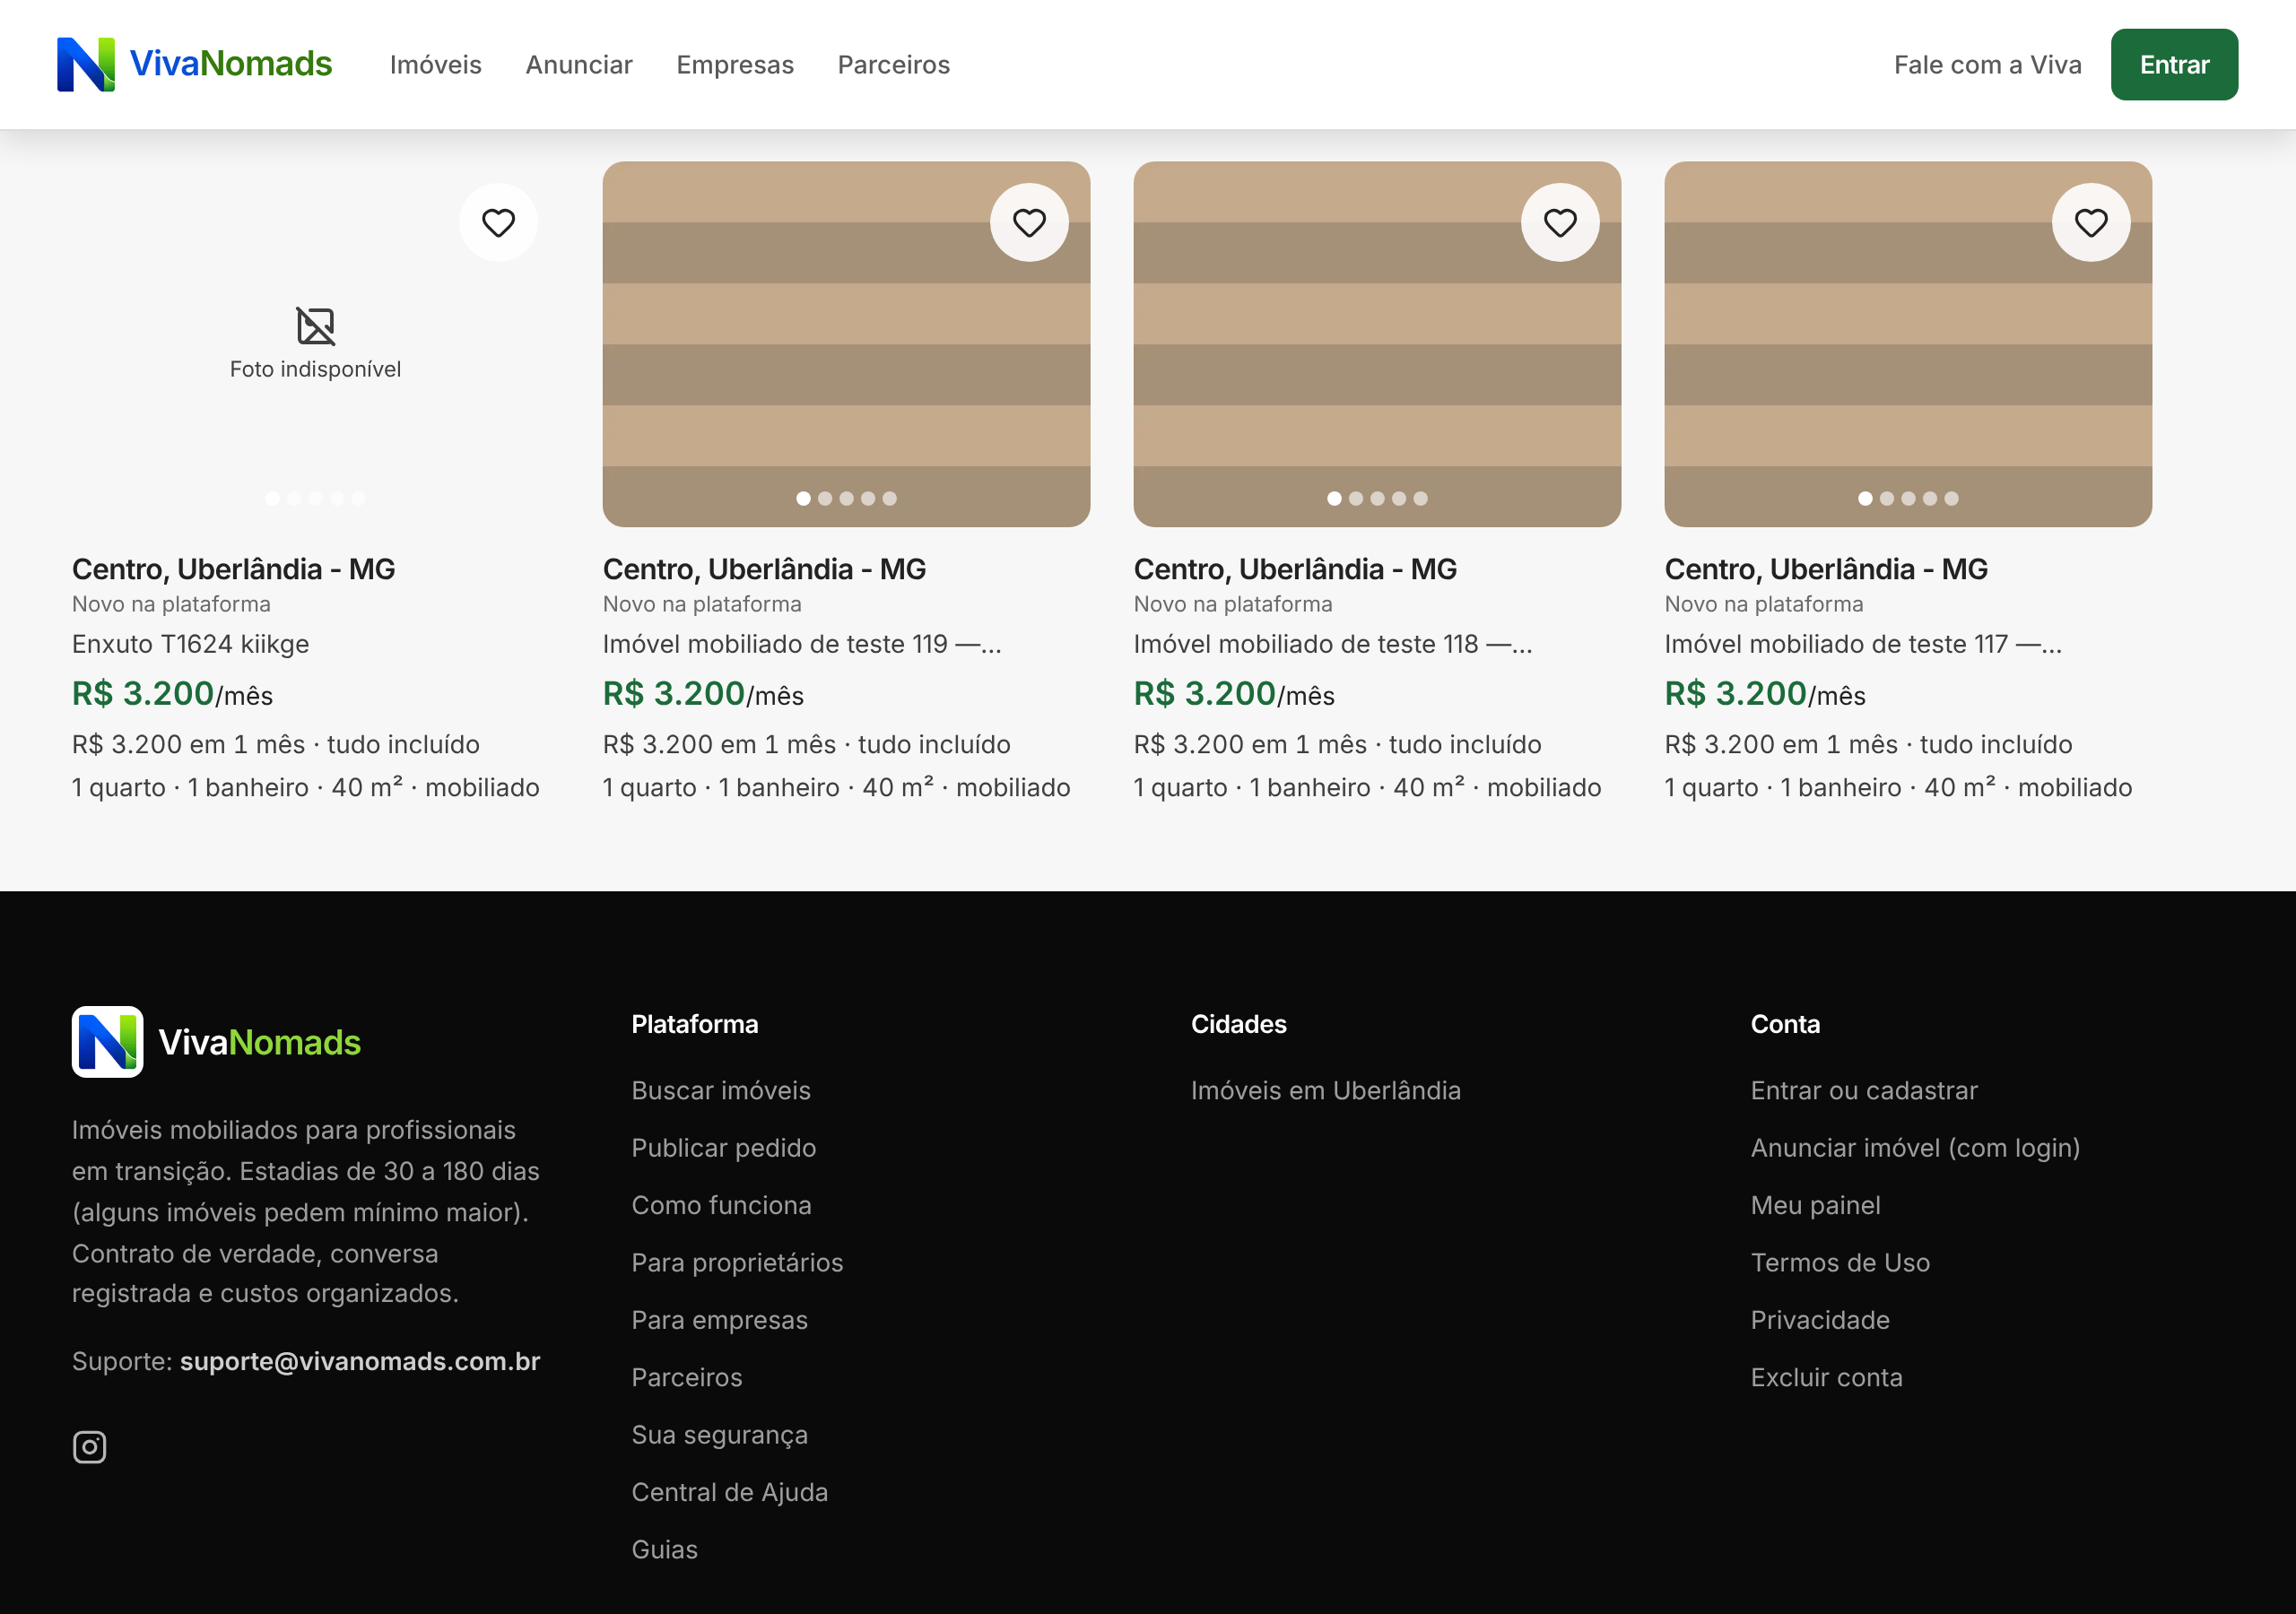 VivaNomads
Imóveis
Anunciar
Empresas
Parceiros
Fale com a Viva
Entrar
Foto indisponível
Centro, Uberlândia - MG
Novo na plataforma
Enxuto T1624 kiikge
R$ 3.200/mês
R$ 3.200 em 1 mês · tudo incluído
1 quarto · 1 banheiro · 40 m² · mobiliado
Centro, Uberlândia - MG
Novo na plataforma
Imóvel mobiliado de teste 119 —...
R$ 3.200/mês
R$ 3.200 em 1 mês · tudo incluído
1 quarto · 1 banheiro · 40 m² · mobiliado
Centro, Uberlândia - MG
Novo na plataforma
Imóvel mobiliado de teste 118 —...
R$ 3.200/mês
R$ 3.200 em 1 mês · tudo incluído
1 quarto · 1 banheiro · 40 m² · mobiliado
Centro, Uberlândia - MG
Novo na plataforma
Imóvel mobiliado de teste 117 —...
R$ 3.200/mês
R$ 3.200 em 1 mês · tudo incluído
1 quarto · 1 banheiro · 40 m² · mobiliado
VivaNomads
Imóveis mobiliados para profissionais
em transição. Estadias de 30 a 180 dias
(alguns imóveis pedem mínimo maior).
Contrato de verdade, conversa
registrada e custos organizados.
Suporte: suporte@vivanomads.com.br
Plataforma
Buscar imóveis
Publicar pedido
Como funciona
Para proprietários
Para empresas
Parceiros
Sua segurança
Central de Ajuda
Guias
Cidades
Imóveis em Uberlândia
Conta
Entrar ou cadastrar
Anunciar imóvel (com login)
Meu painel
Termos de Uso
Privacidade
Excluir conta